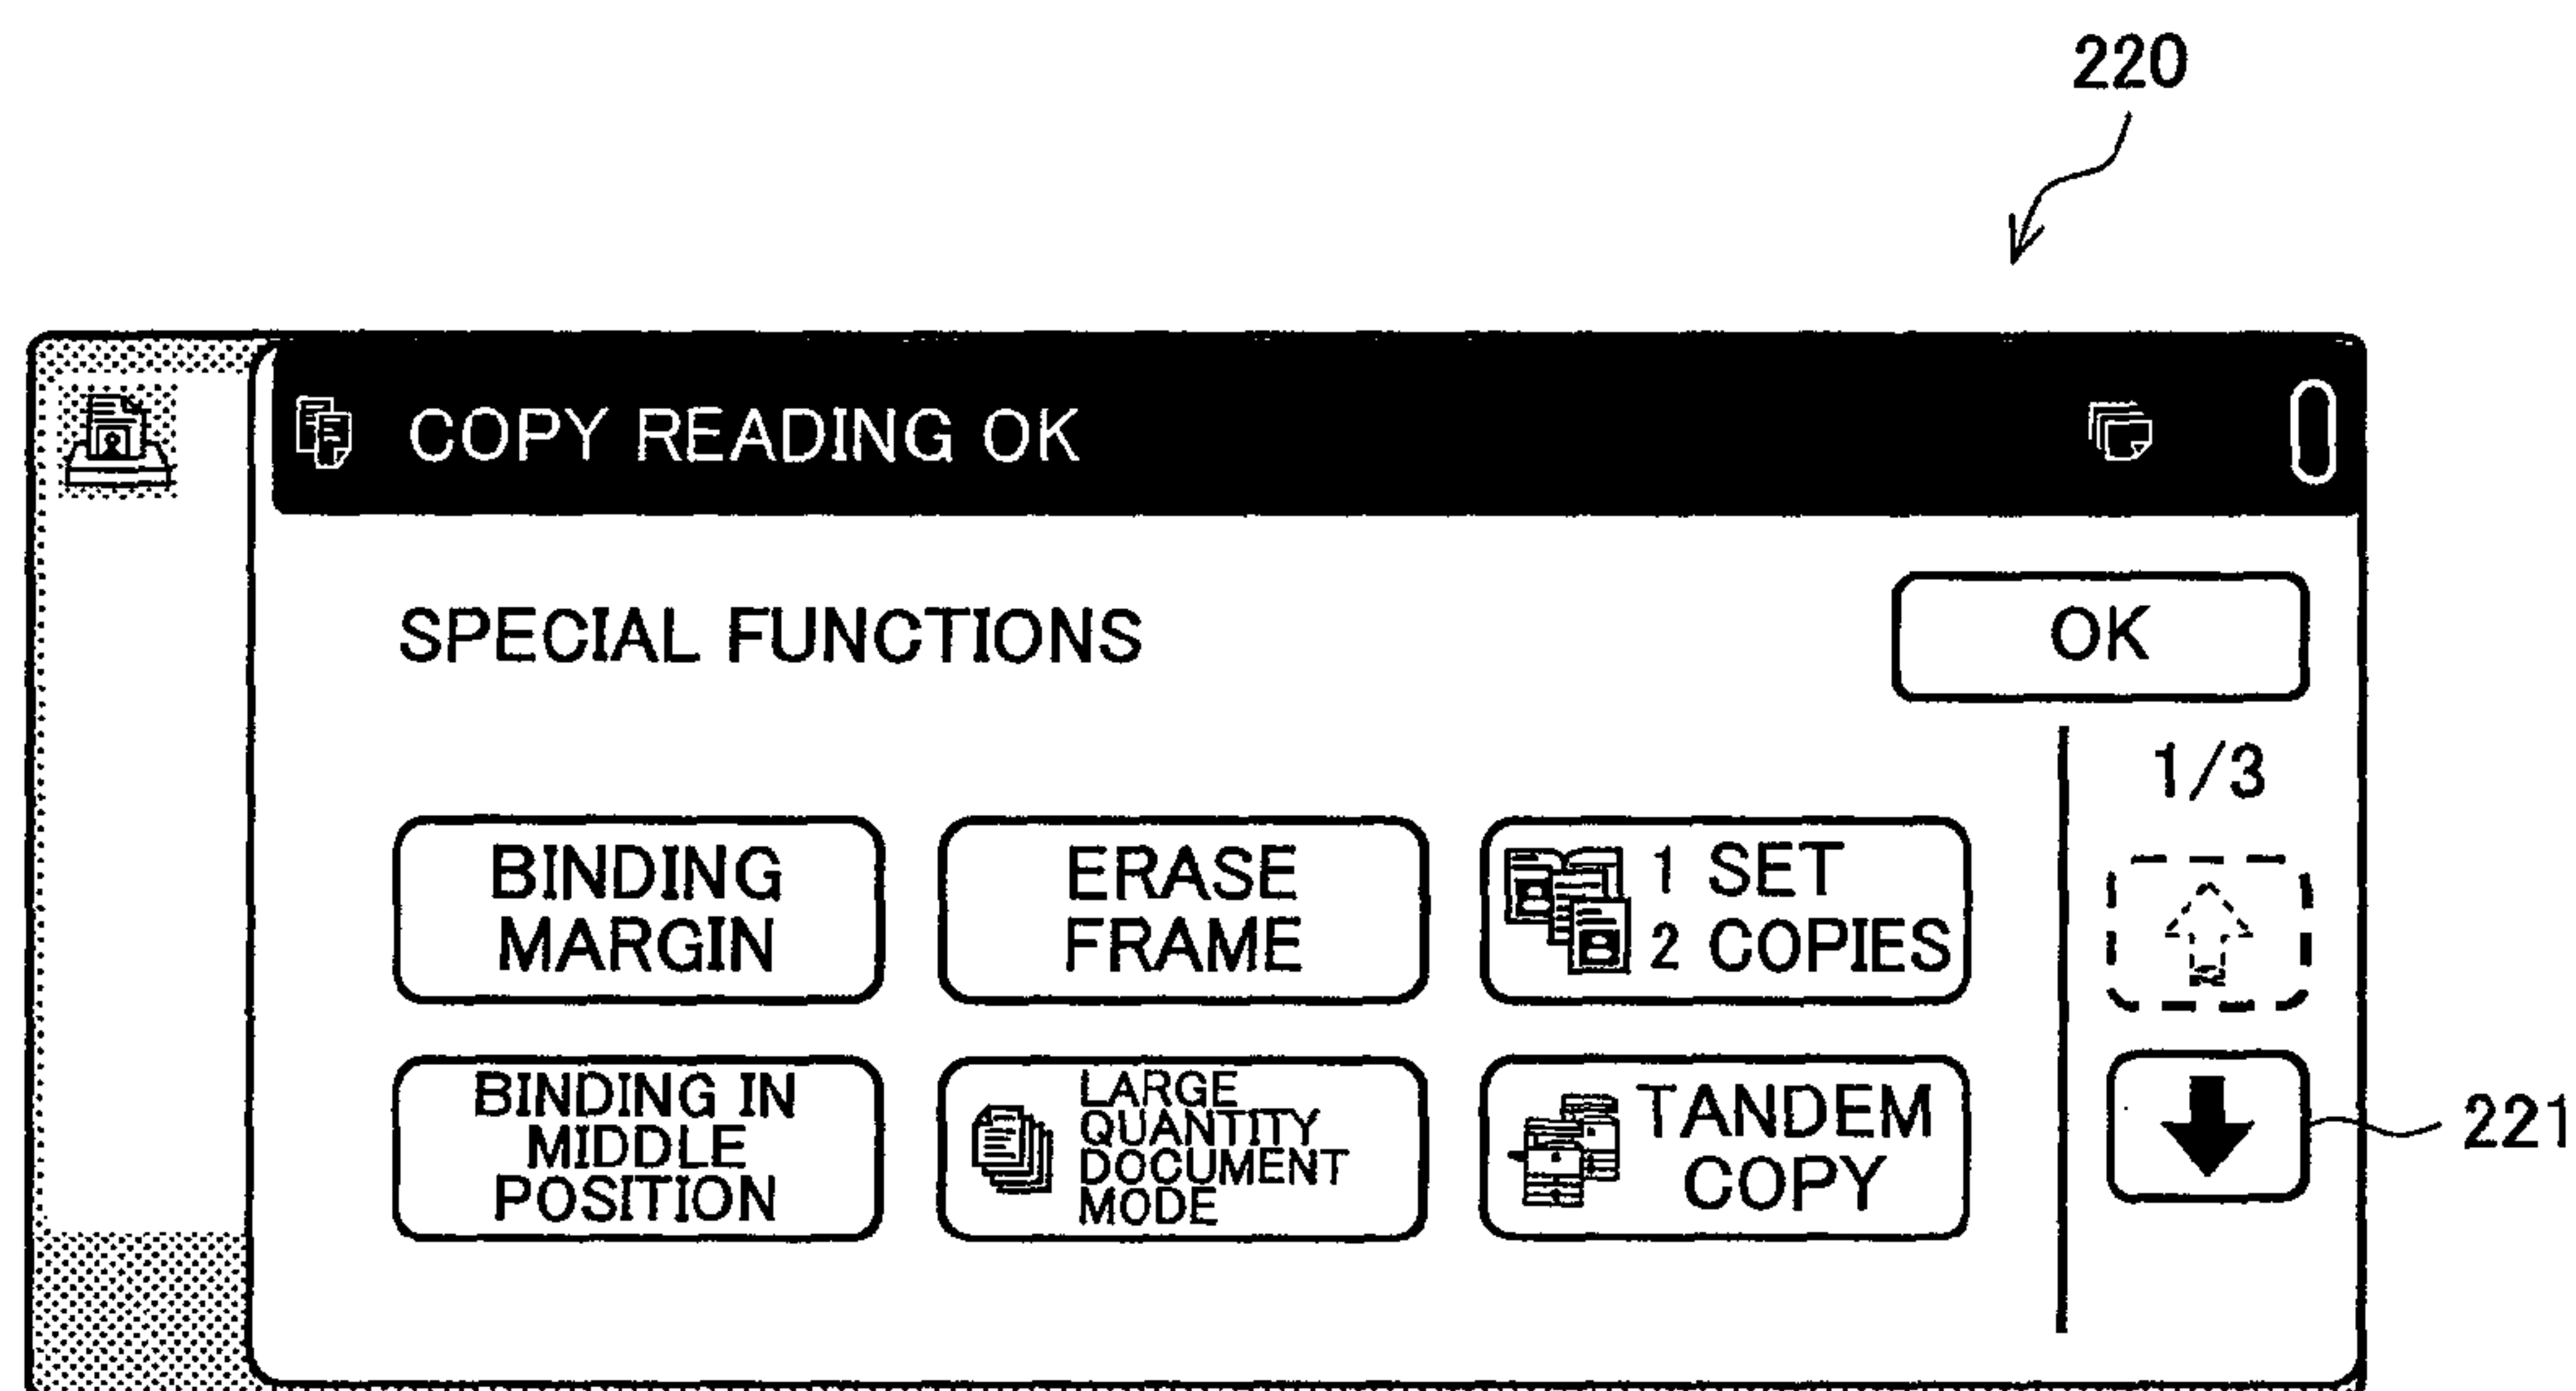 220
COPY READING OK
0
SPECIAL FUNCTIONS
OK
1/3
BINDING
MARGIN
ERASE
FRAME
1 SET
2 COPIES
BINDING IN
MIDDLE
POSITION
LARGE
QUANTITY
DOCUMENT
MODE
TANDEM
COPY
221